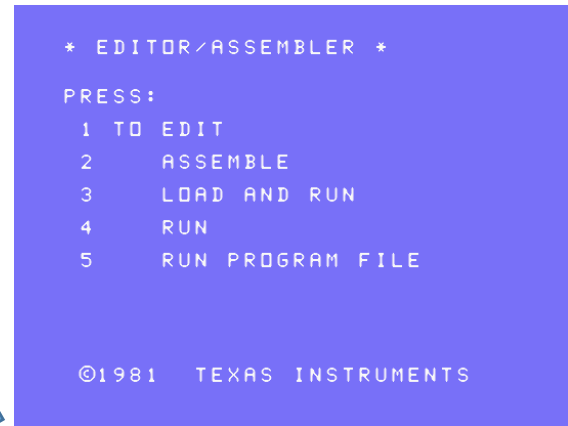 * EDITOR/ASSEMBLER *
PRESS:
1 TO EDIT
2 ASSEMBLE
3 LOAD AND RUN
4 RUN
5 RUN PROGRAM FILE
©1981 TEXAS INSTRUMENTS